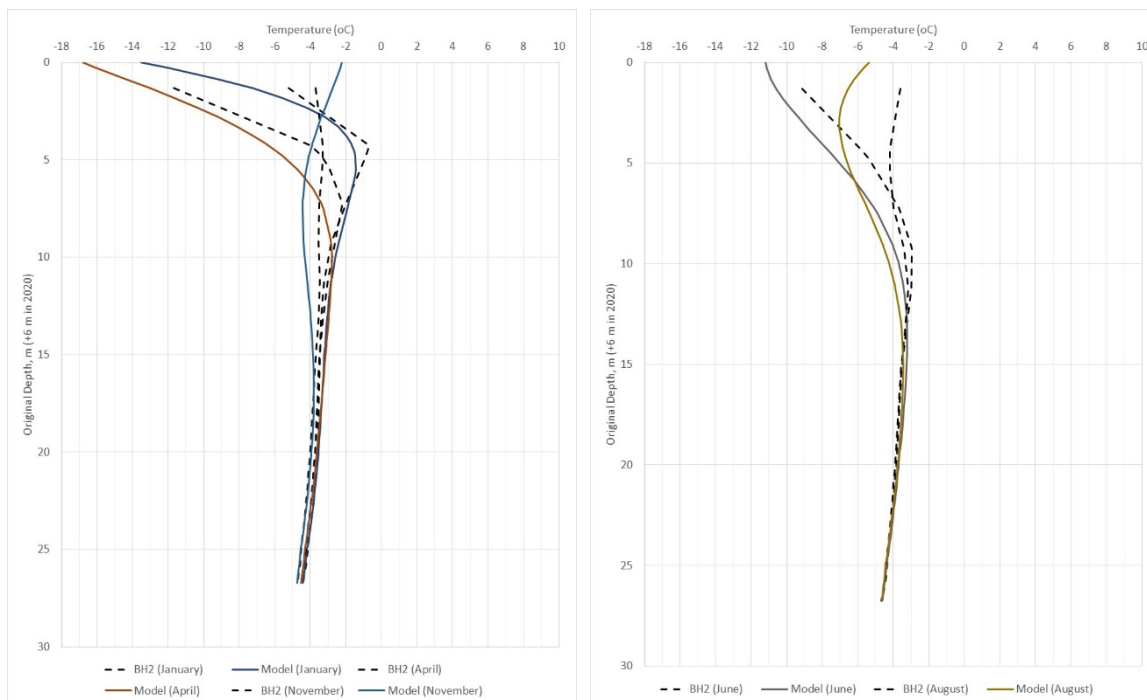 Temperature (oC)
-18 -16 -14 -12 -10 -8 -6 -4 -2 0 2 4 6 8 10
0
5
10
15
20
25
30
Original Depth, m (+6 m in 2020)
BH2 (January) Model (January) BH2 (April)
Model (April) BH2 (November) Model (November)
Temperature (oC)
-18 -14 -10 -8 -6 -4 -2 0 2 4 6 8 10
0
5
10
15
20
25
30
Original Depth, m (+6 m in 2020)
BH2 (June) Model (June) BH2 (August) Model (August)